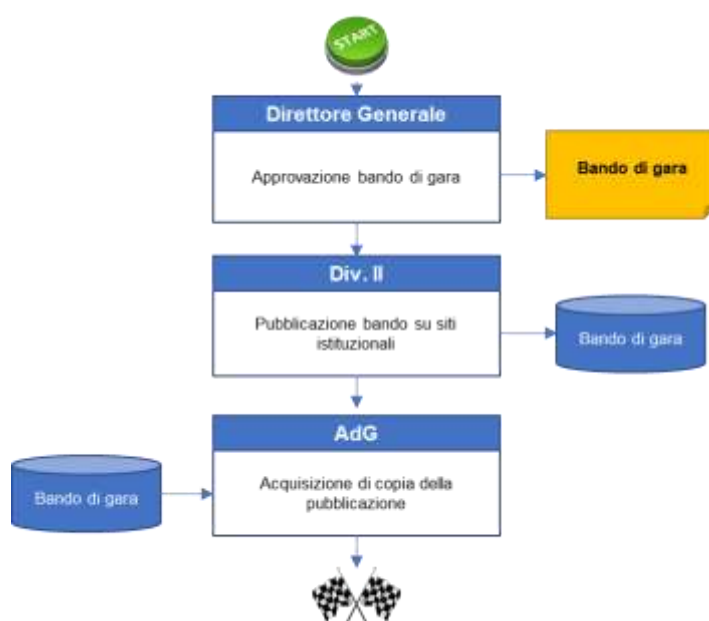 START
Direttore Generale
Approvazione bando di gara
Bando di gara
Div. II
Pubblicazione bando su siti
istituzionali
Bando di gara
AdG
Acquisizione di copia della
pubblicazione
Bando di gara